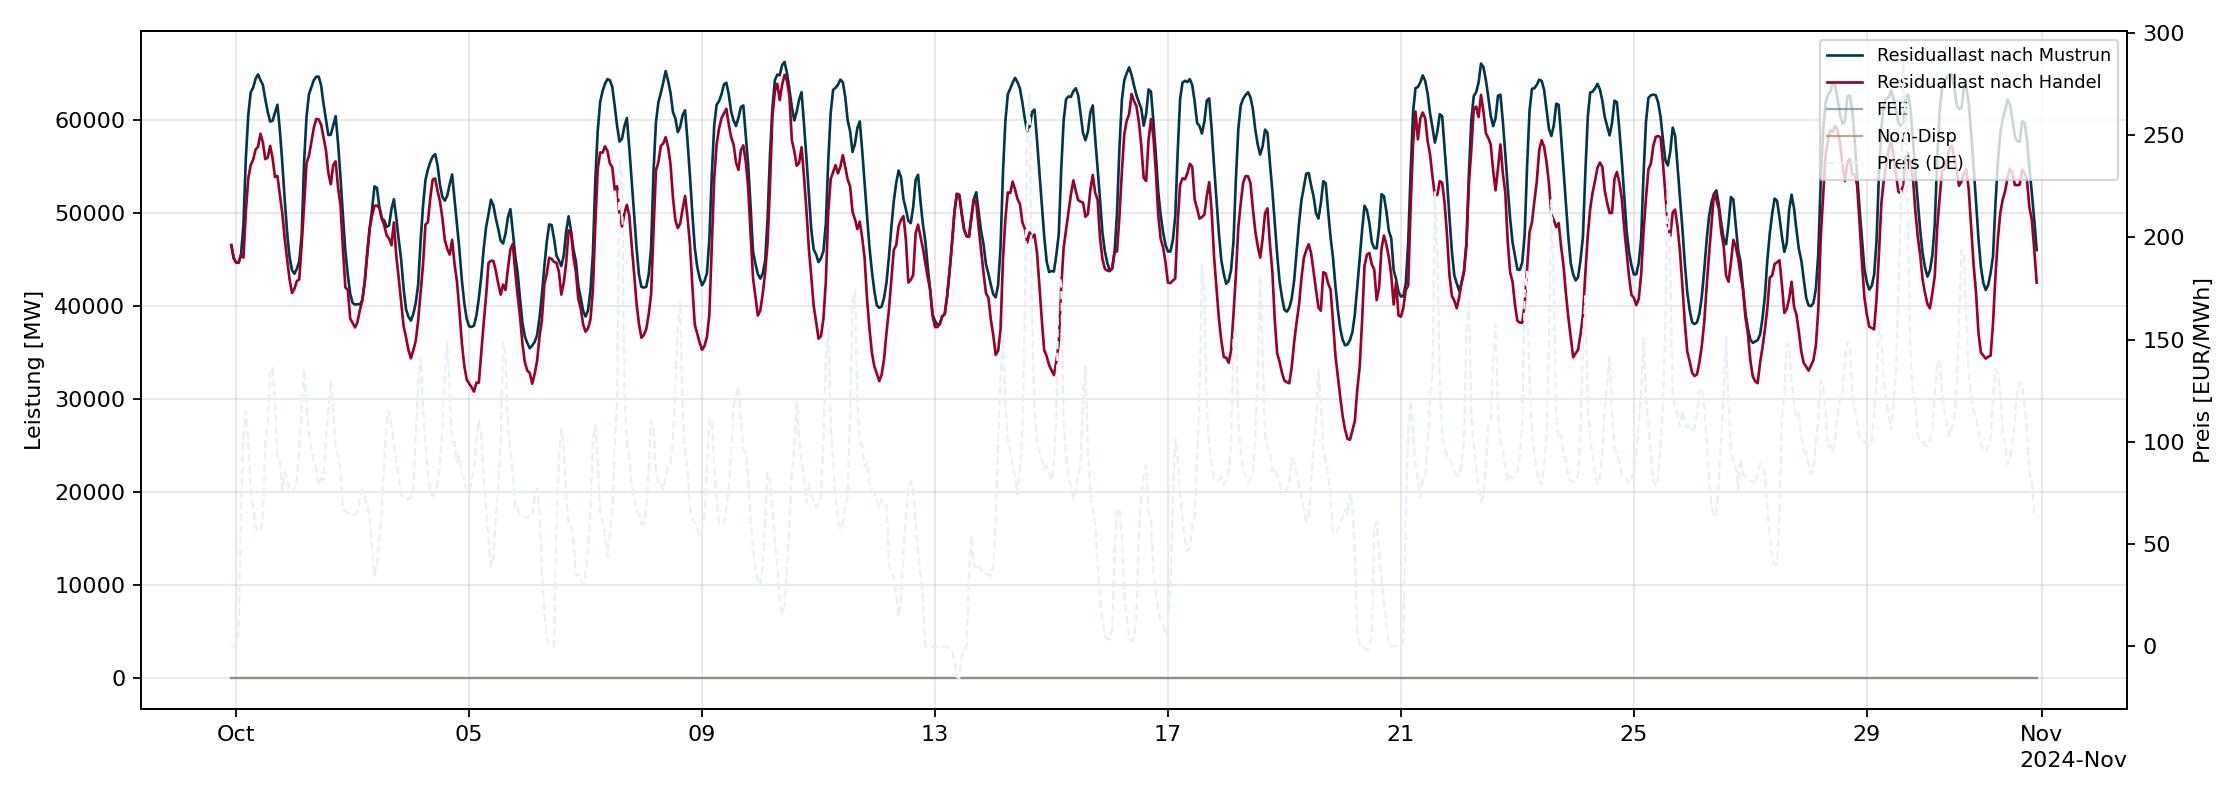 Leistung [MW]
60000
50000
40000
30000
20000
10000
0
Preis [EUR/MWh]
300
250
200
150
100
50
0
Residuallast nach Mustrun
Residuallast nach Handel
FEE
Non-Disp
Preis (DE)
Oct 05 09 13 17 21 25 29 Nov
2024-Nov